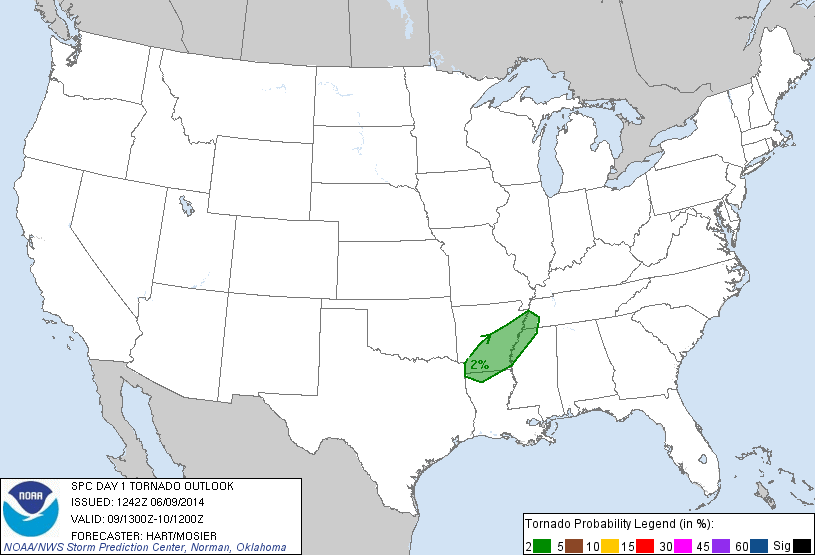 2%
NOAA
SPC DAY 1 TORNADO OUTLOOK
ISSUED: 1242Z 06/09/2014
VALID: 09/1300Z-10/1200Z
FORECASTER: HART/MOSIER
NOAA/NWS Storm Prediction Center, Norman, Oklahoma
Tornado Probability Legend (in %):
2 5 10 15 30 45 60 Sig